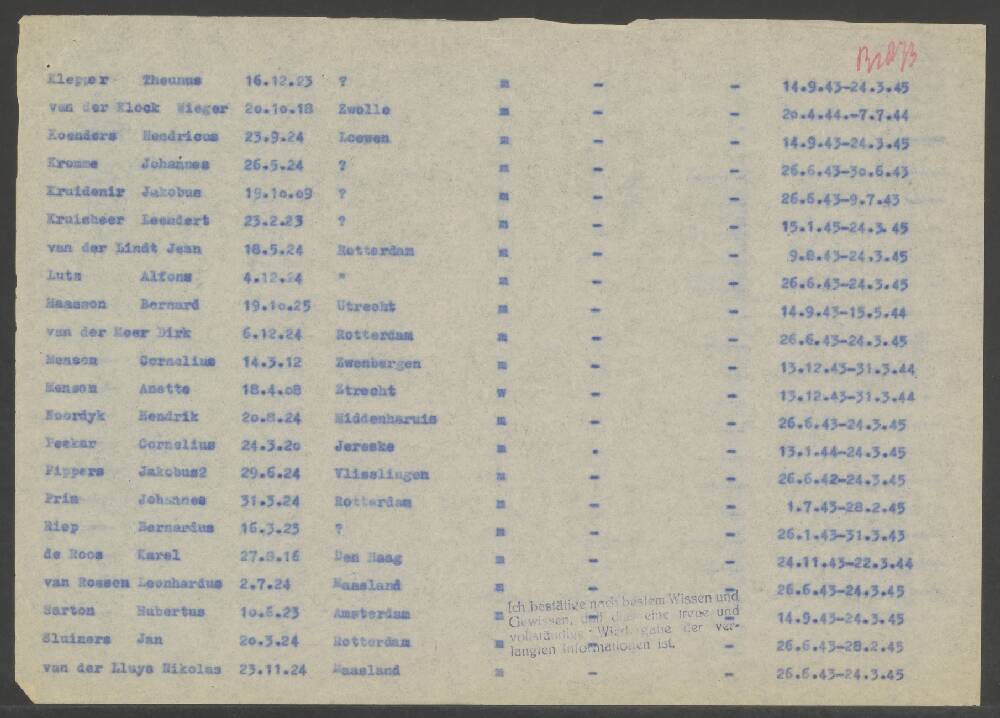 Klepper Theunus 16.12.23 ? m - - 14.9.43-24.3.45
van der Klock Wieger 20.10.18 Zwolle m - - 20.4.44.-7.7.44
Koenders Hendricus 23.9.24 Loewen m - - 14.9.43-24.3.45
Kromme Johannes 26.5.24 ? m - - 26.6.43-30.6.43
Kruidenir Jakobus 19.10.09 ? m - - 26.6.43-9.7.43
Kruisheer Leendert 23.2.23 ? m - - 15.1.45-24.3.45
van der Lindt Jean 18.5.24 Rotterdam m - - 9.8.43-24.3.45
Luts Alfons 4.12.24 " m - - 26.6.43-24.3.45
Maasson Bernard 19.10.25 Utrecht m - - 14.9.43-15.5.44
van der Meer Dirk 6.12.24 Rotterdam m - - 26.6.43-24.3.45
Mensen Cornelius 14.3.12 Zwenbergen m - - 13.12.43-31.3.44
Mensen Anette 18.4.08 Ztrecht w - - 13.12.43-31.3.44
Noordyk Hendrik 20.8.24 Middenharuis m - - 26.6.43-24.3.45
Peekar Cornelius 24.3.20 Jereske m . - 13.1.44-24.3.45
Pippers Jakobus2 29.6.24 Vlisslingen m - - 26.6.42-24.3.45
Prin Johannes 31.3.24 Rotterdam m - - 1.7.43-28.2.45
Riep Bernardus 16.3.23 ? m - - 26.1.43-31.3.43
de Roos Karel 27.8.16 Den Haag m - - 24.11.43-22.3.44
van Rossen Leonhardus 2.7.24 Maasland m - - 26.6.43-24.3.45
Sarton Hubertus 10.6.23 Amsterdam m - - 14.9.43-24.3.45
Sluiners Jan 20.3.24 Rotterdam m - - 26.6.43-28.2.45
van der Lluys Nikolas 23.11.24 Maasland m - - 26.6.43-24.3.45
Ich bestätige nach bestem Wissen und
Gewissen, daß dies eine treue und
vollständige Wiedergabe der ver-
langten Informationen ist.